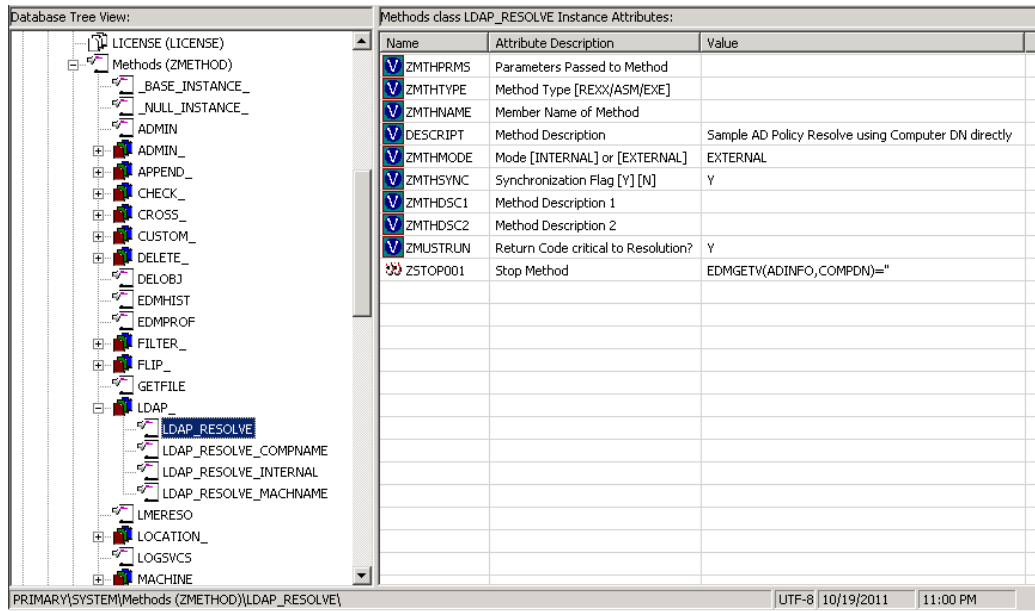 Database Tree View:
LICENSE (LICENSE)
Methods (ZMETHOD)
_BASE_INSTANCE_
_NULL_INSTANCE_
ADMIN
ADMIN_
APPEND_
CHECK_
CROSS_
CUSTOM_
DELETE_
DELOBJ
EDMHIST
EDMPROF
FILTER_
FLIP_
GETFILE
LDAP_
LDAP_RESOLVE
LDAP_RESOLVE_COMPNAME
LDAP_RESOLVE_INTERNAL
LDAP_RESOLVE_MACHNAME
LMERESO
LOCATION_
LOGSVCS
MACHINE
Methods class LDAP_RESOLVE Instance Attributes:
Name Attribute Description Value
V ZMTHPRMS Parameters Passed to Method
V ZMTHTYPE Method Type [REXX/ASM/EXE]
V ZMTHNAME Member Name of Method
V DESCRIPT Method Description Sample AD Policy Resolve using Computer DN directly
V ZMTHMODE Mode [INTERNAL] or [EXTERNAL] EXTERNAL
V ZMTHSYNC Synchronization Flag [Y] [N] Y
V ZMTHDSC1 Method Description 1
V ZMTHDSC2 Method Description 2
V ZMUSTRUN Return Code critical to Resolution? Y
ZSTOP001 Stop Method EDMGETV(ADINFO,COMPDN)=''
PRIMARY\SYSTEM\Methods (ZMETHOD)\LDAP_RESOLVE\ UTF-8 10/19/2011 11:00 PM